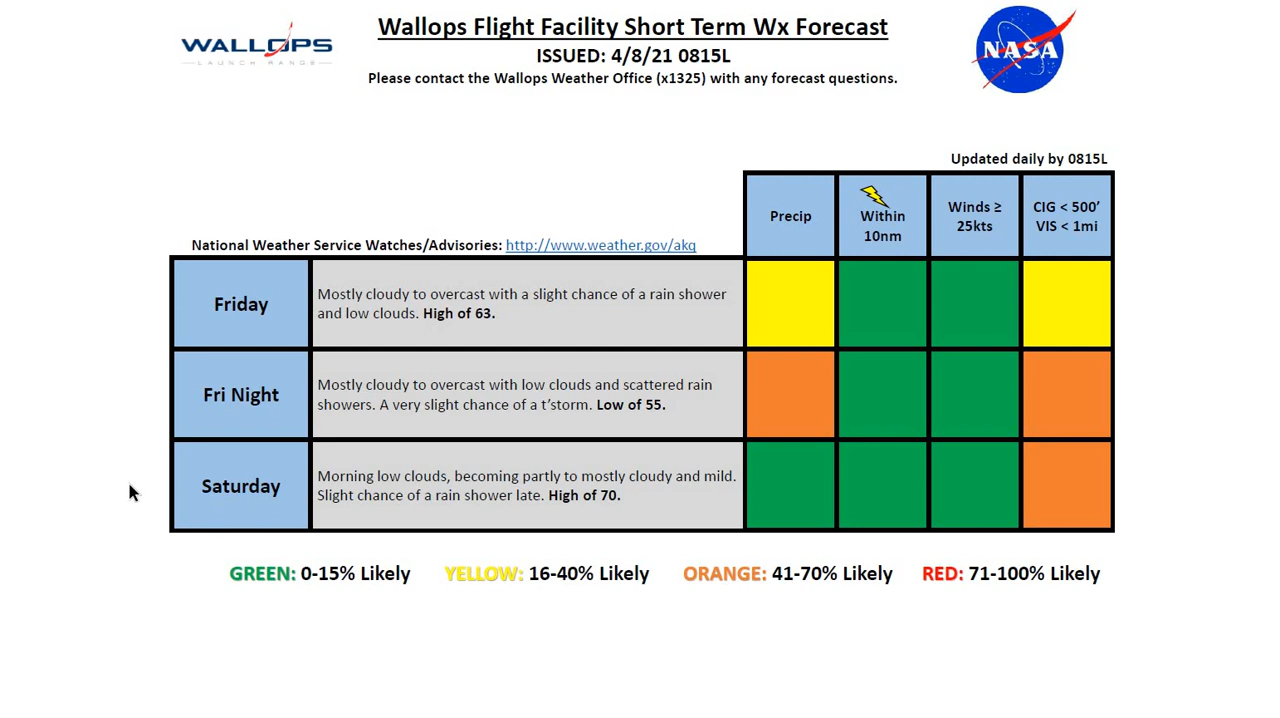 WALLOPS
LAUNCH RANGE
Wallops Flight Facility Short Term Wx Forecast
ISSUED: 4/8/21 0815L
Please contact the Wallops Weather Office (x1325) with any forecast questions.
NASA
Updated daily by 0815L
National Weather Service Watches/Advisories: http://www.weather.gov/akq
Precip
Within
10nm
Winds ≥
25kts
CIG < 500’
VIS < 1mi
Friday
Mostly cloudy to overcast with a slight chance of a rain shower
and low clouds. High of 63.
Fri Night
Mostly cloudy to overcast with low clouds and scattered rain
showers. A very slight chance of a t’storm. Low of 55.
Saturday
Morning low clouds, becoming partly to mostly cloudy and mild.
Slight chance of a rain shower late. High of 70.
GREEN: 0-15% Likely
YELLOW: 16-40% Likely
ORANGE: 41-70% Likely
RED: 71-100% Likely